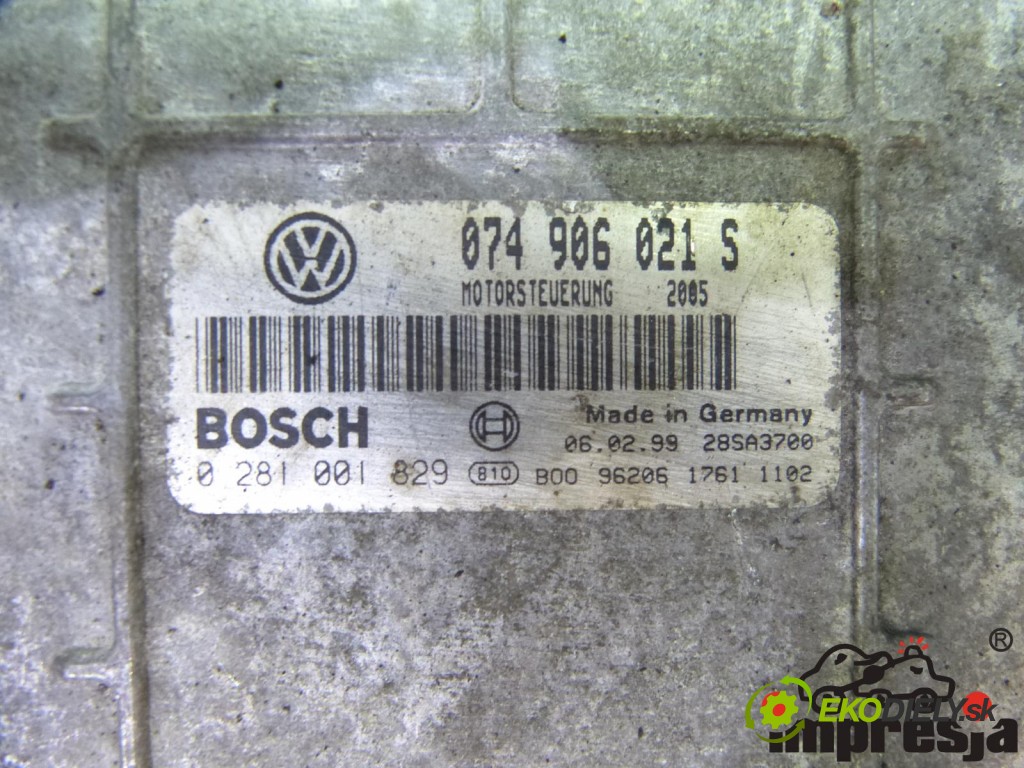 074 906 021 S
MOTORSTEUERUNG 2005
BOSCH
Made in Germany
06.02.99 28SA3700
0 281 001 829 810 B00 96206 1761 1102
®
EKODIELY.sk
impresja